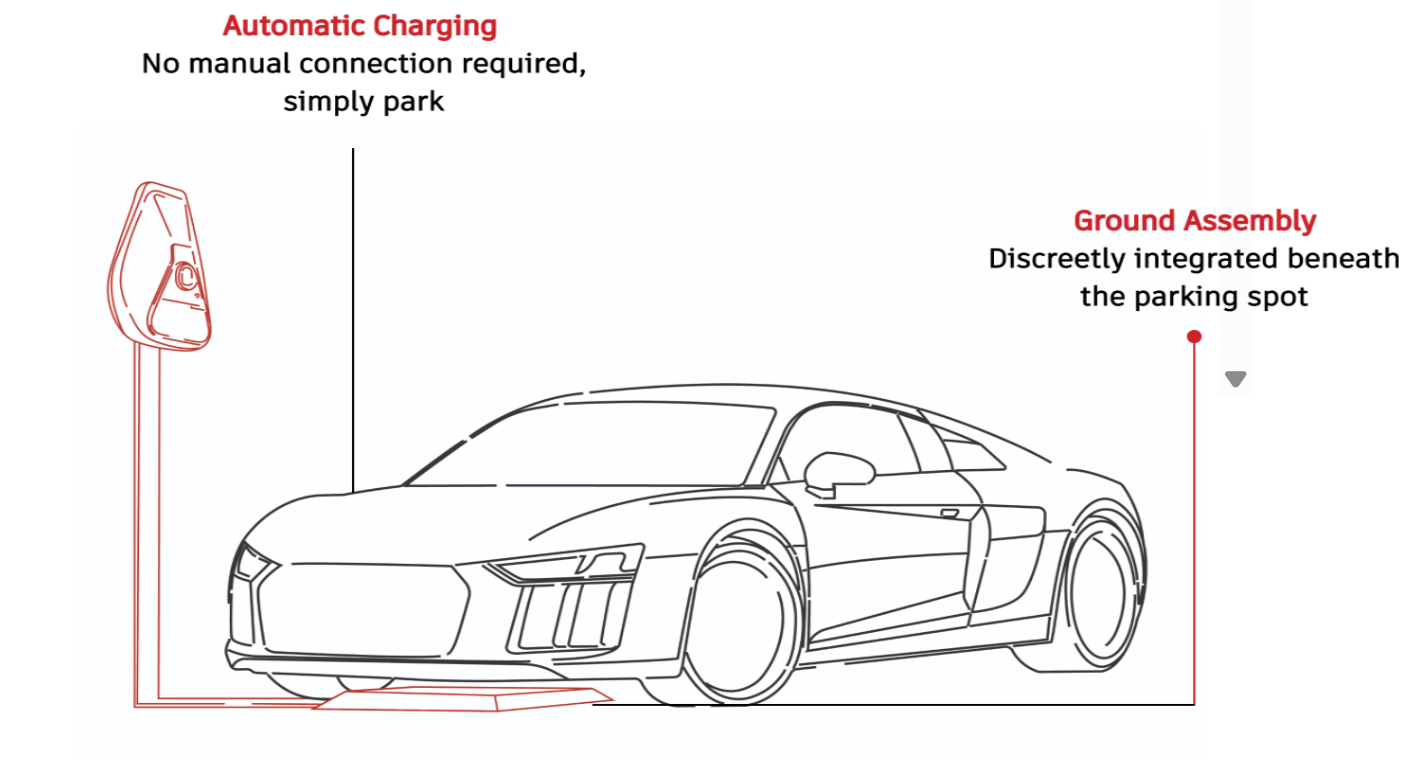 Automatic Charging
No manual connection required,
simply park
Ground Assembly
Discreetly integrated beneath
the parking spot